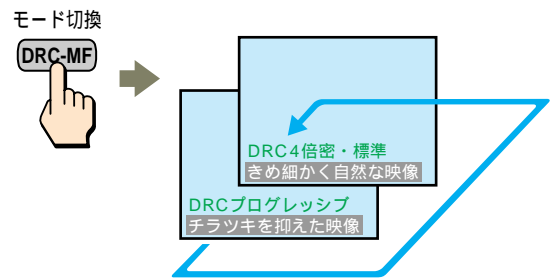 モード切換
DRC-MF
DRC4倍密・標準
きめ細かく自然な映像
DRCプログレッシブ
チラツキを抑えた映像